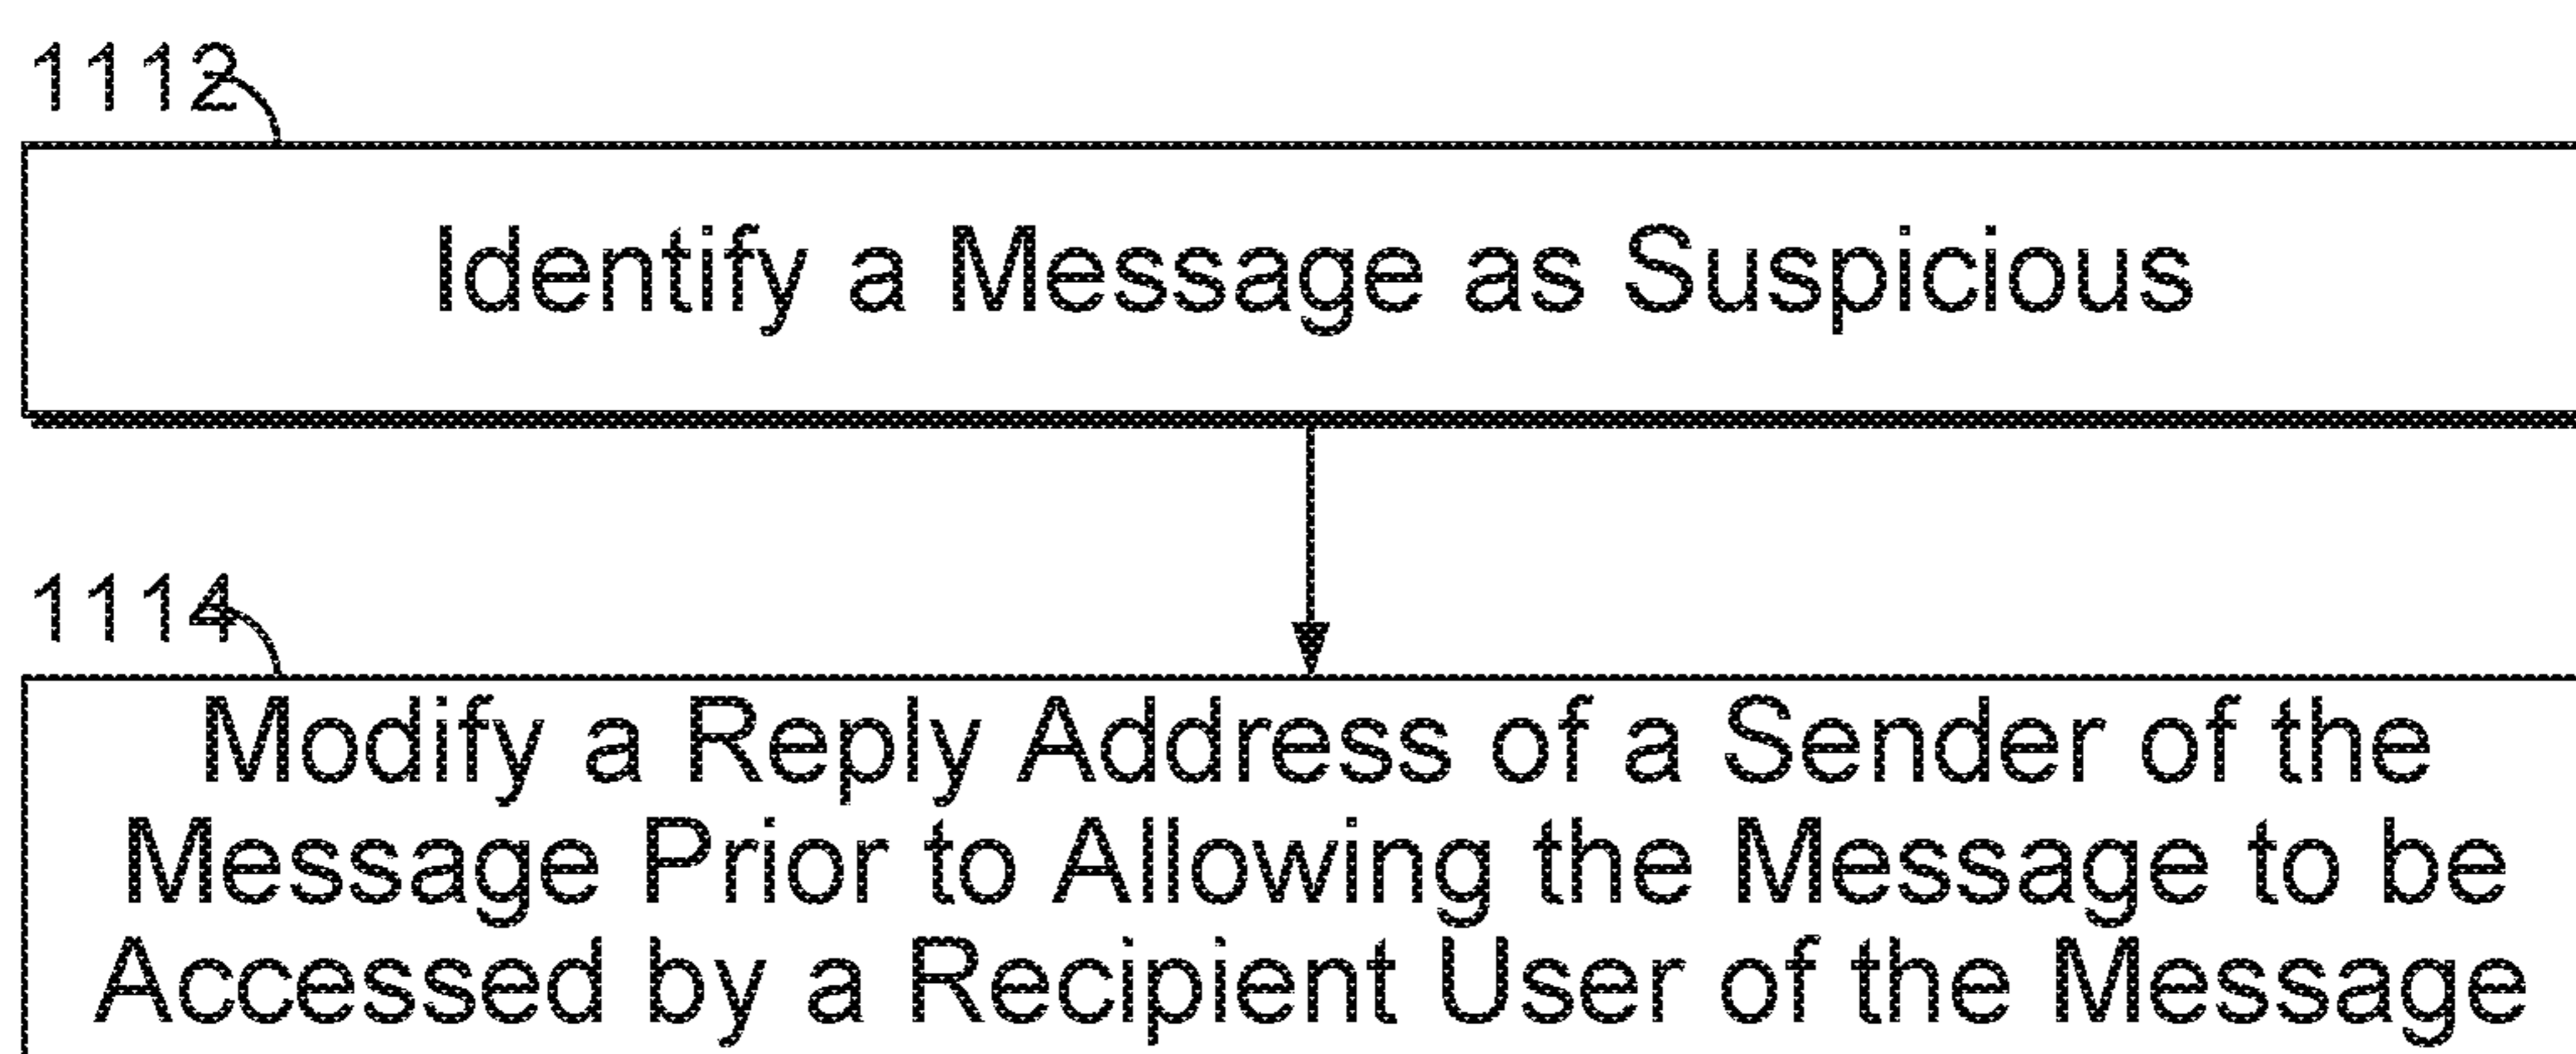 1112
Identify a Message as Suspicious
1114
Modify a Reply Address of a Sender of the
Message Prior to Allowing the Message to be
Accessed by a Recipient User of the Message